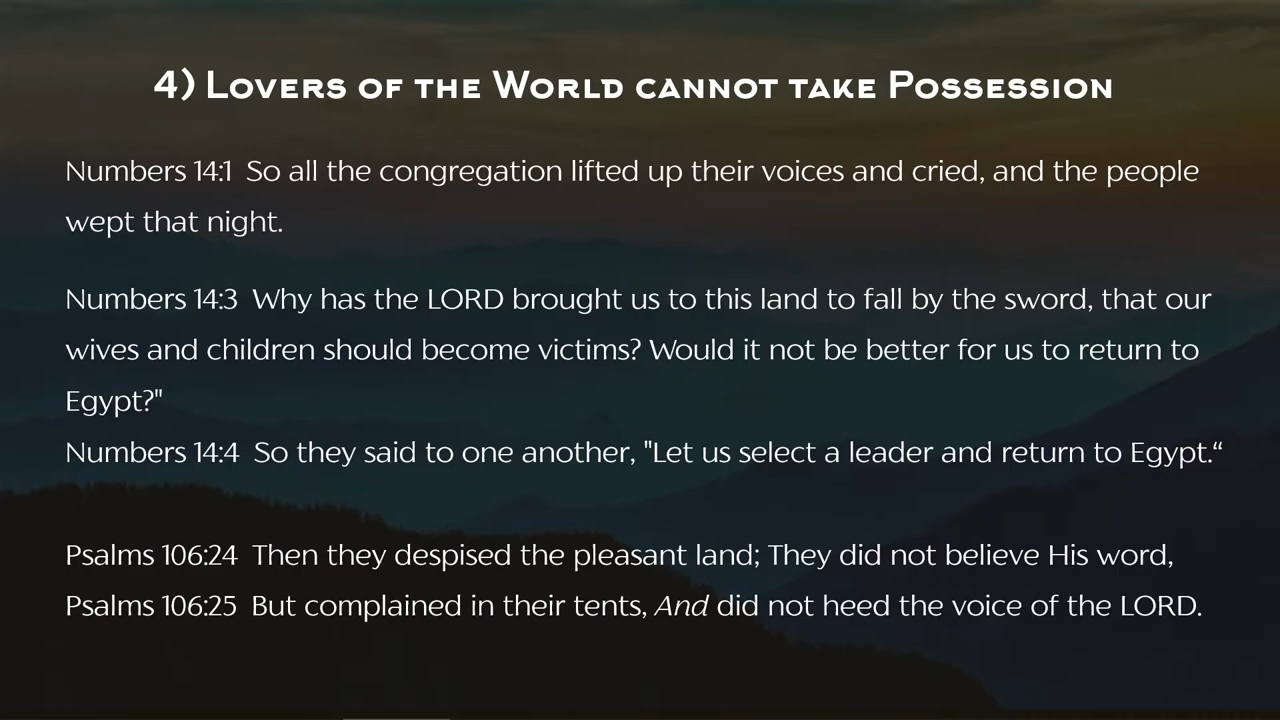 4) Lovers of the World cannot take Possession
Numbers 14:1  So all the congregation lifted up their voices and cried, and the people
wept that night.
Numbers 14:3  Why has the LORD brought us to this land to fall by the sword, that our
wives and children should become victims? Would it not be better for us to return to
Egypt?"
Numbers 14:4  So they said to one another, "Let us select a leader and return to Egypt.“
Psalms 106:24  Then they despised the pleasant land; They did not believe His word,
Psalms 106:25  But complained in their tents, And did not heed the voice of the LORD.